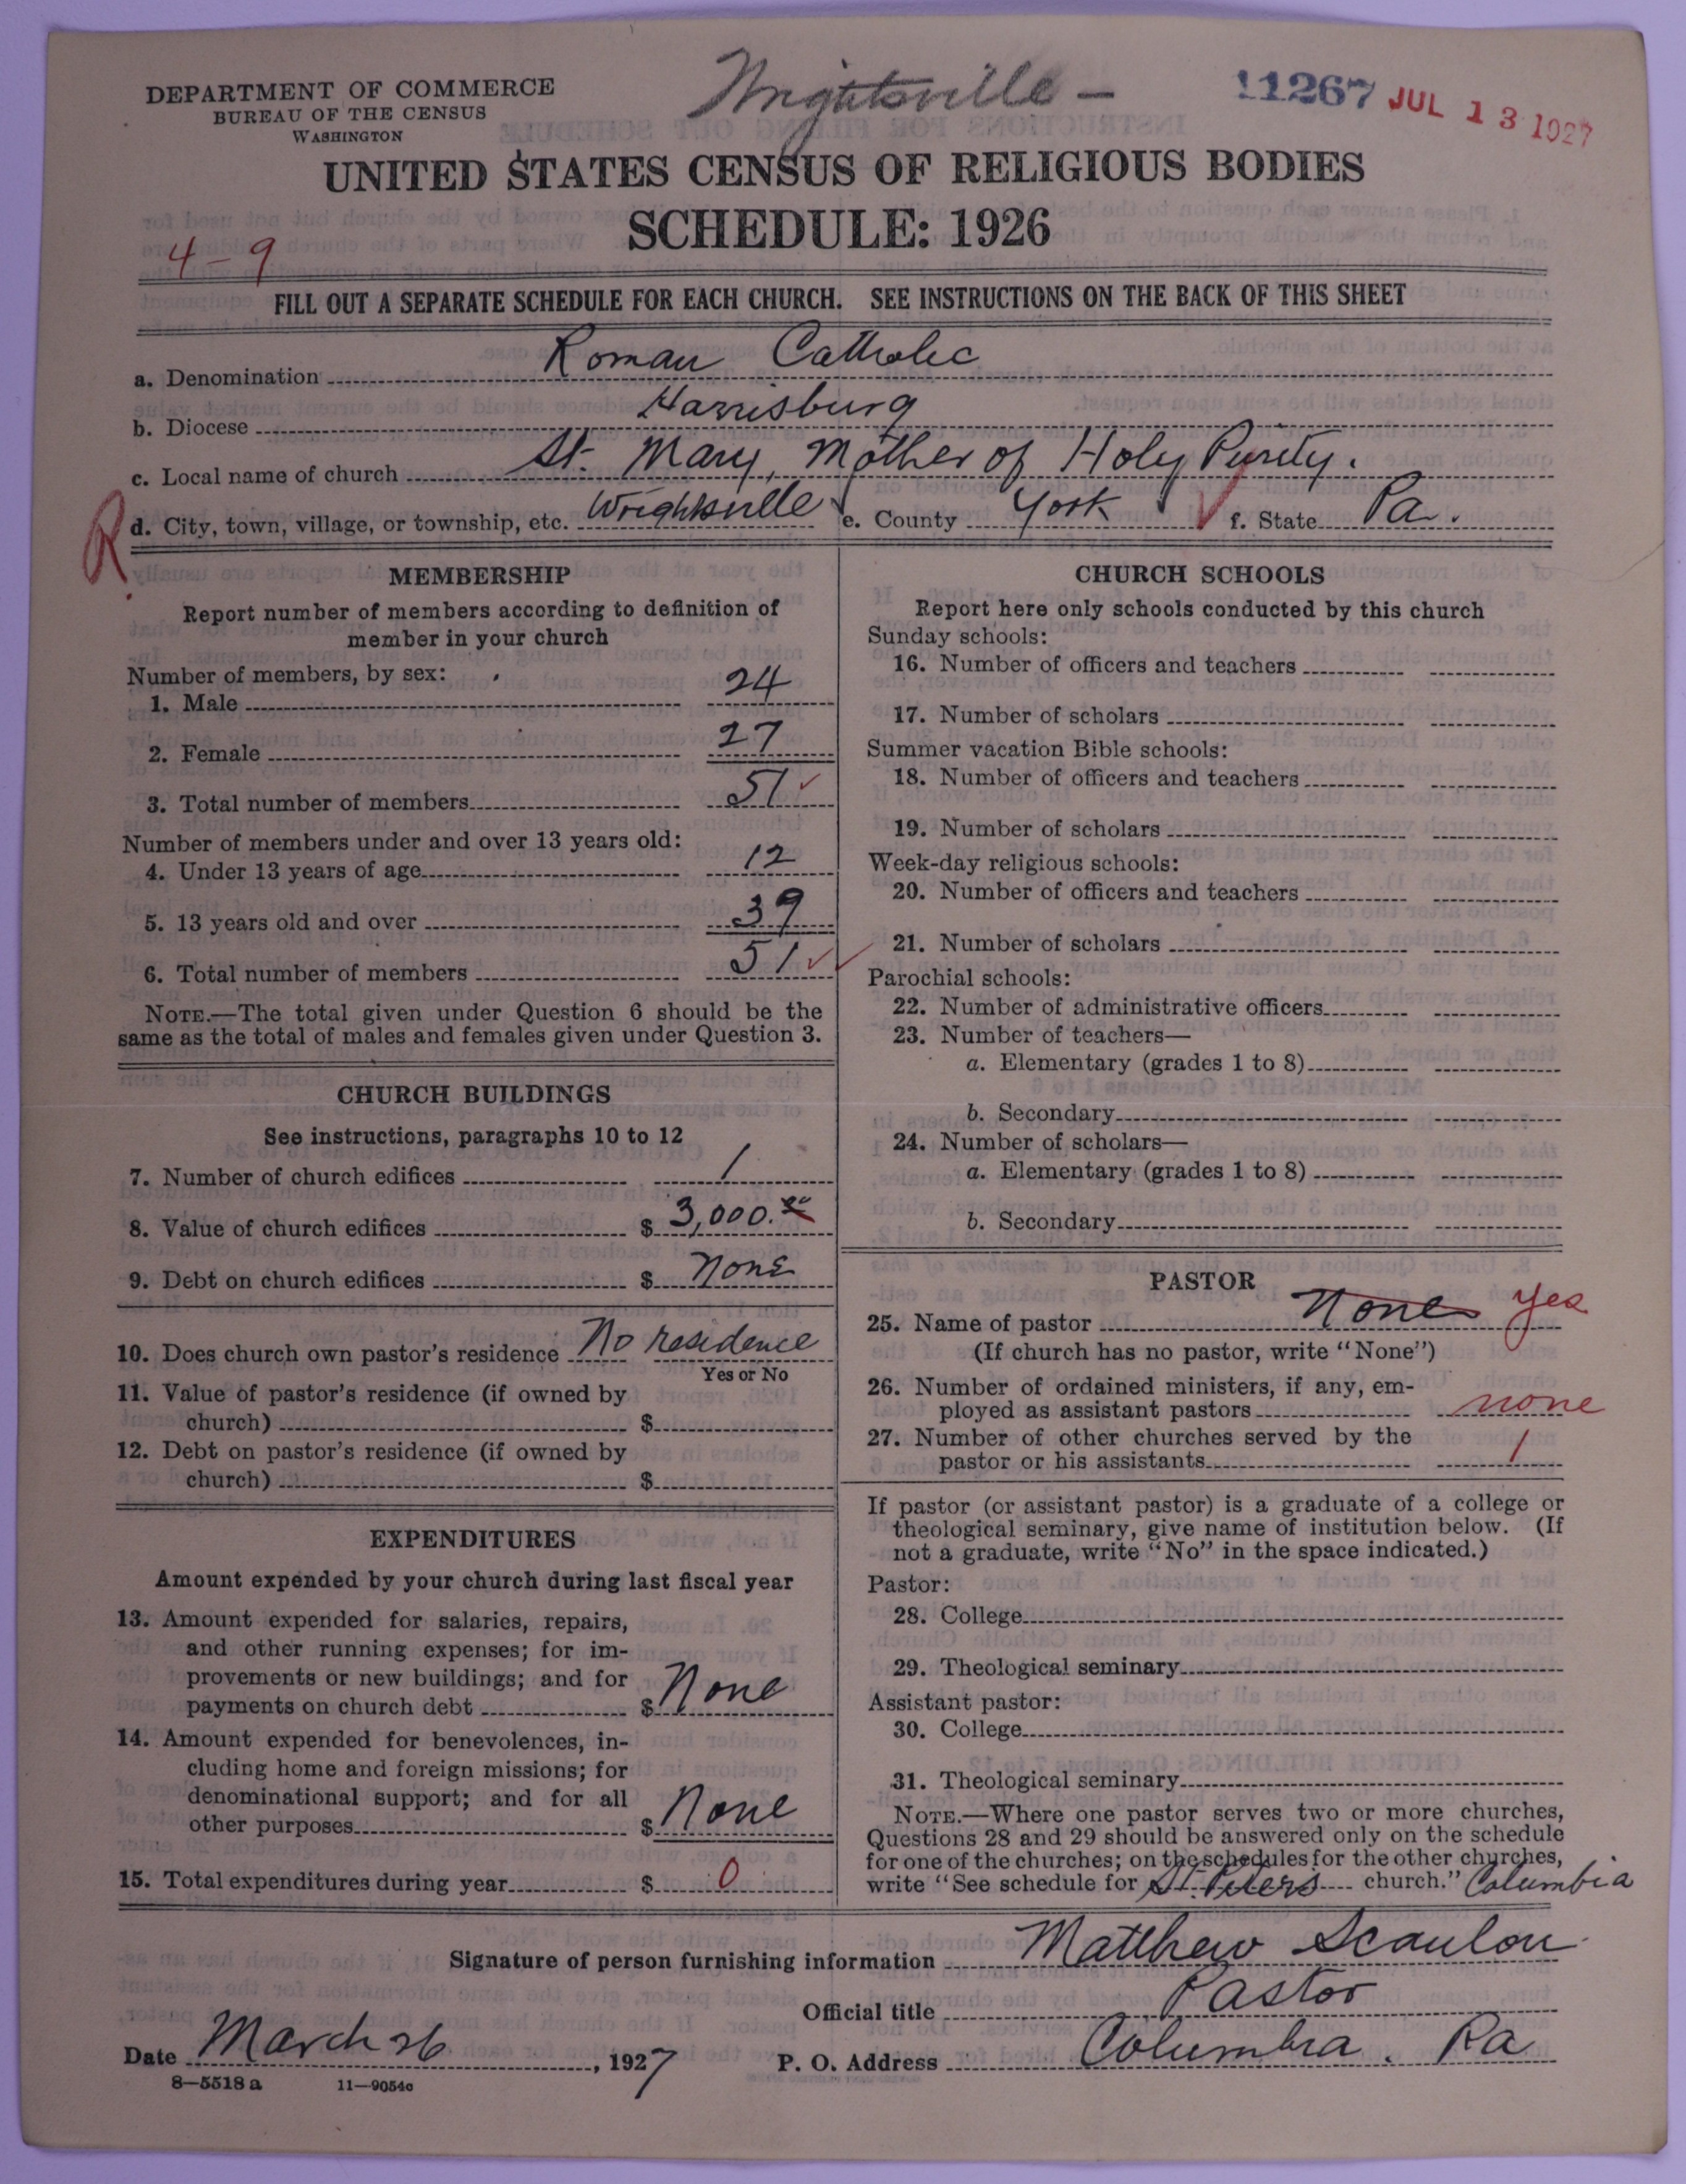 Wrightsville -
11267 JUL 13 1927
DEPARTMENT OF COMMERCE
BUREAU OF THE CENSUS
WASHINGTON
UNITED STATES CENSUS OF RELIGIOUS BODIES
SCHEDULE: 1926
4-9
FILL OUT A SEPARATE SCHEDULE FOR EACH CHURCH. SEE INSTRUCTIONS ON THE BACK OF THIS SHEET
a. Denomination Roman Catholic
b. Diocese Harrisburg
c. Local name of church St. Mary, Mother of Holy Purity.
R d. City, town, village, or township, etc. Wrightsville e. County York f. State Pa.
MEMBERSHIP
Report number of members according to definition of
member in your church
Number of members, by sex:
1. Male 24
2. Female 27
3. Total number of members 51
Number of members under and over 13 years old:
4. Under 13 years of age 12
5. 13 years old and over 39
6. Total number of members 51
NOTE.—The total given under Question 6 should be the
same as the total of males and females given under Question 3.
CHURCH BUILDINGS
See instructions, paragraphs 10 to 12
7. Number of church edifices 1
8. Value of church edifices $ 3,000.00
9. Debt on church edifices $ None
10. Does church own pastor's residence No residence
Yes or No
11. Value of pastor's residence (if owned by
church) $
12. Debt on pastor's residence (if owned by
church) $
EXPENDITURES
Amount expended by your church during last fiscal year
13. Amount expended for salaries, repairs,
and other running expenses; for im-
provements or new buildings; and for
payments on church debt $ None
14. Amount expended for benevolences, in-
cluding home and foreign missions; for
denominational support; and for all
other purposes $ None
15. Total expenditures during year $ 0
CHURCH SCHOOLS
Report here only schools conducted by this church
Sunday schools:
16. Number of officers and teachers
17. Number of scholars
Summer vacation Bible schools:
18. Number of officers and teachers
19. Number of scholars
Week-day religious schools:
20. Number of officers and teachers
21. Number of scholars
Parochial schools:
22. Number of administrative officers
23. Number of teachers—
a. Elementary (grades 1 to 8)
b. Secondary
24. Number of scholars—
a. Elementary (grades 1 to 8)
b. Secondary
PASTOR
25. Name of pastor None yes
(If church has no pastor, write "None")
26. Number of ordained ministers, if any, em-
ployed as assistant pastors none
27. Number of other churches served by the
pastor or his assistants 1
If pastor (or assistant pastor) is a graduate of a college or
theological seminary, give name of institution below. (If
not a graduate, write "No" in the space indicated.)
Pastor:
28. College
29. Theological seminary
Assistant pastor:
30. College
31. Theological seminary
NOTE.—Where one pastor serves two or more churches,
Questions 28 and 29 should be answered only on the schedule
for one of the churches; on the schedules for the other churches,
write "See schedule for St. Peters church." Columbia
Signature of person furnishing information Matthew Scanlon
Official title Pastor
Date March 26, 1927 P. O. Address Columbia. Pa
8—5518 a 11—9054c